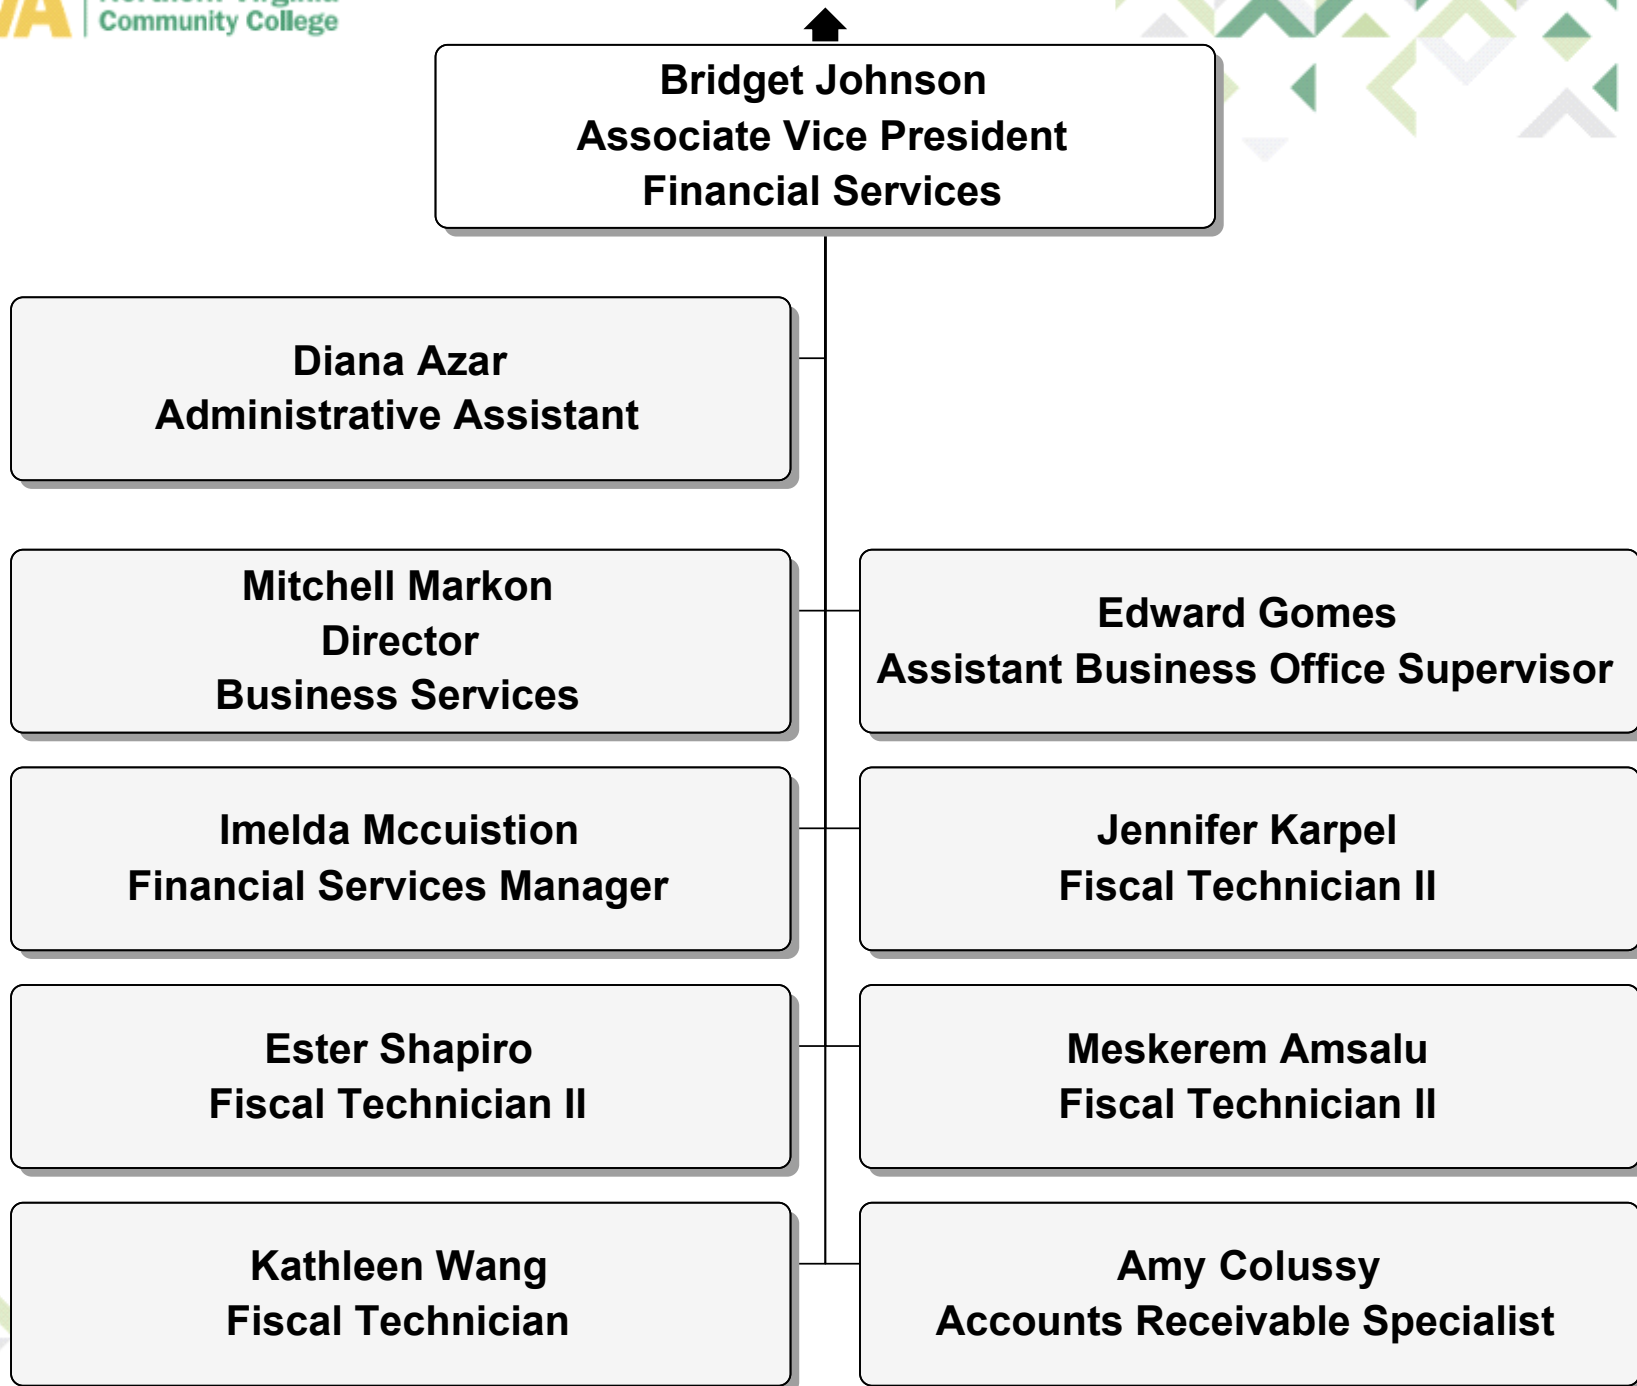 Community College
Bridget Johnson
Associate Vice President
Financial Services
Diana Azar
Administrative Assistant
Mitchell Markon
Director
Business Services
Edward Gomes
Assistant Business Office Supervisor
Imelda Mccuistion
Financial Services Manager
Jennifer Karpel
Fiscal Technician II
Ester Shapiro
Fiscal Technician II
Meskerem Amsalu
Fiscal Technician II
Kathleen Wang
Fiscal Technician
Amy Colussy
Accounts Receivable Specialist